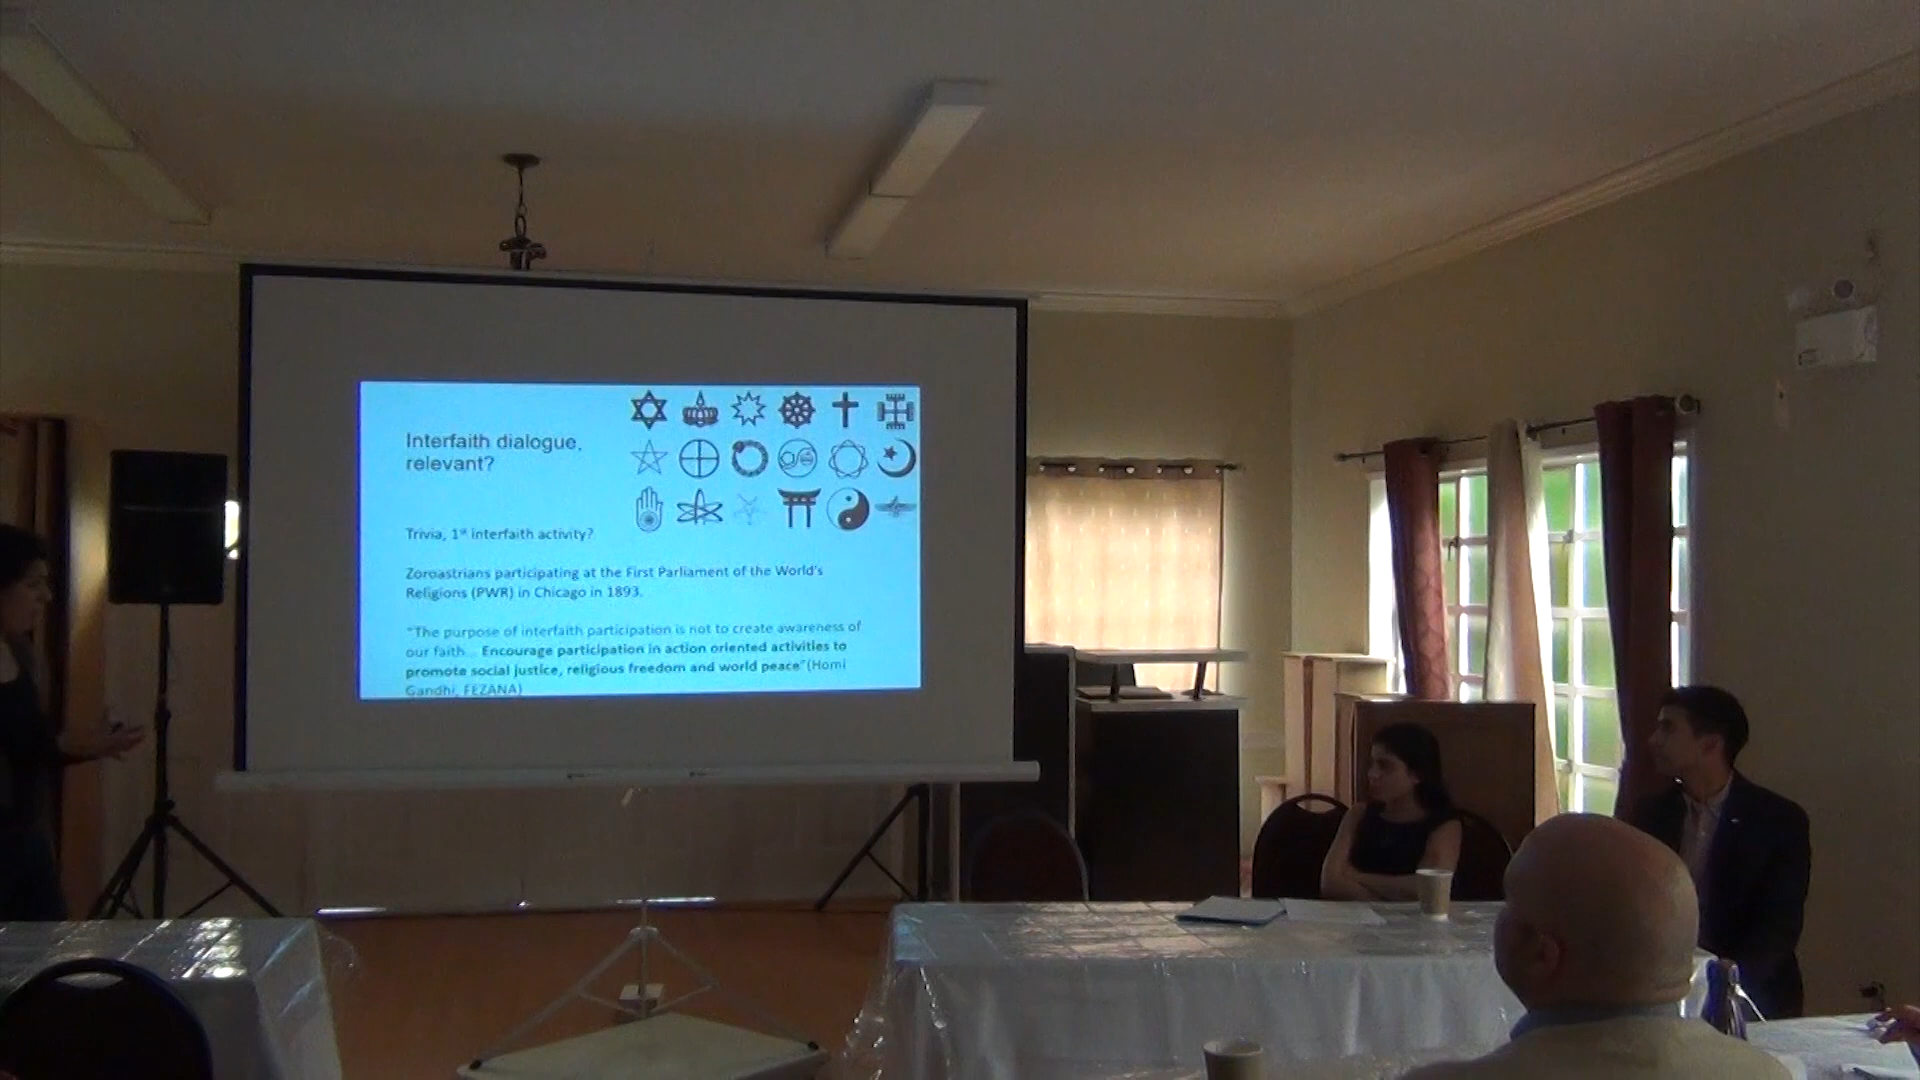 Interfaith dialogue,
relevant?
Trivia, 1st interfaith activity?
Zoroastrians participating at the First Parliament of the World's
Religions (PWR) in Chicago in 1893.
"The purpose of interfaith participation is not to create awareness of
our faith... Encourage participation in action oriented activities to
promote social justice, religious freedom and world peace"(Homi
Gandhi, FEZANA)